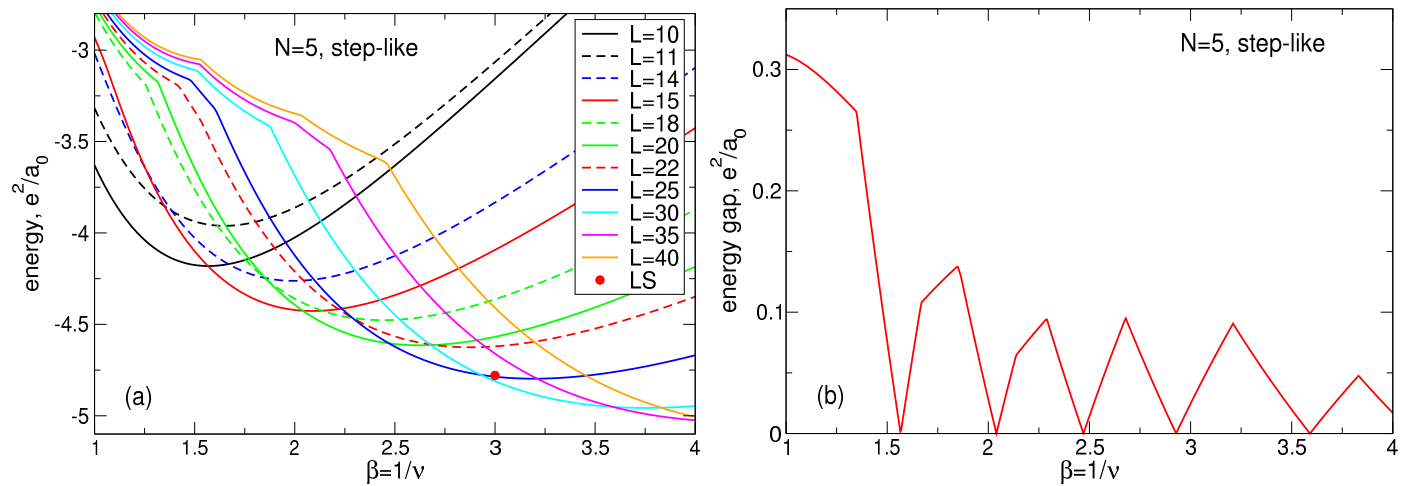 N=5, step-like
energy, e²/a₀
-3
-3.5
-4
-4.5
-5
L=10
L=11
L=14
L=15
L=18
L=20
L=22
L=25
L=30
L=35
L=40
LS
(a)
1
1.5
2
2.5
3
3.5
4
β=1/ν
N=5, step-like
energy gap, e²/a₀
0.3
0.2
0.1
0
(b)
1
1.5
2
2.5
3
3.5
4
β=1/ν